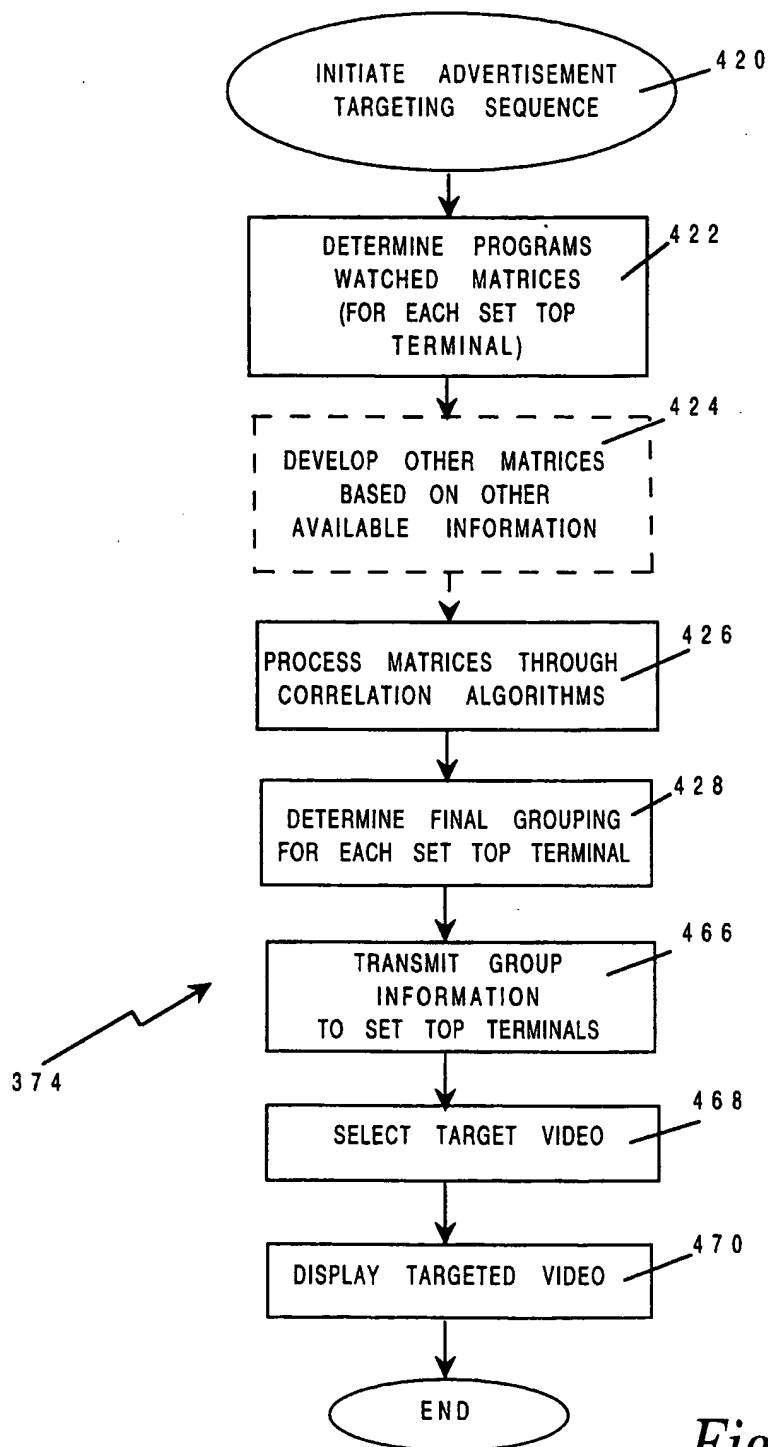 INITIATE ADVERTISEMENT
TARGETING SEQUENCE
420
DETERMINE PROGRAMS
WATCHED MATRICES
(FOR EACH SET TOP
TERMINAL)
422
DEVELOP OTHER MATRICES
BASED ON OTHER
AVAILABLE INFORMATION
424
PROCESS MATRICES THROUGH
CORRELATION ALGORITHMS
426
DETERMINE FINAL GROUPING
FOR EACH SET TOP TERMINAL
428
TRANSMIT GROUP
INFORMATION
TO SET TOP TERMINALS
466
374
SELECT TARGET VIDEO
468
DISPLAY TARGETED VIDEO
470
END